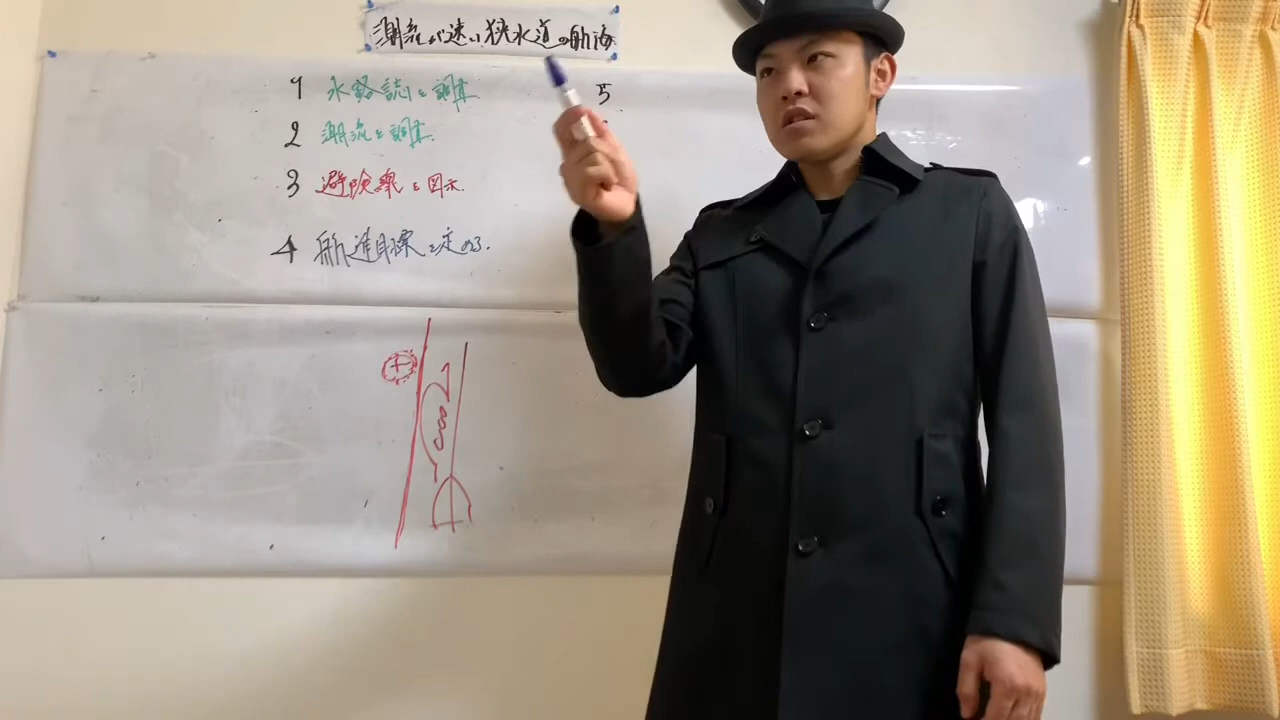 潮流が速い狭水道の航海
1 水路誌を調査
2 潮流を調査.
3 避険線を図示.
4 航進目標を定める.
5